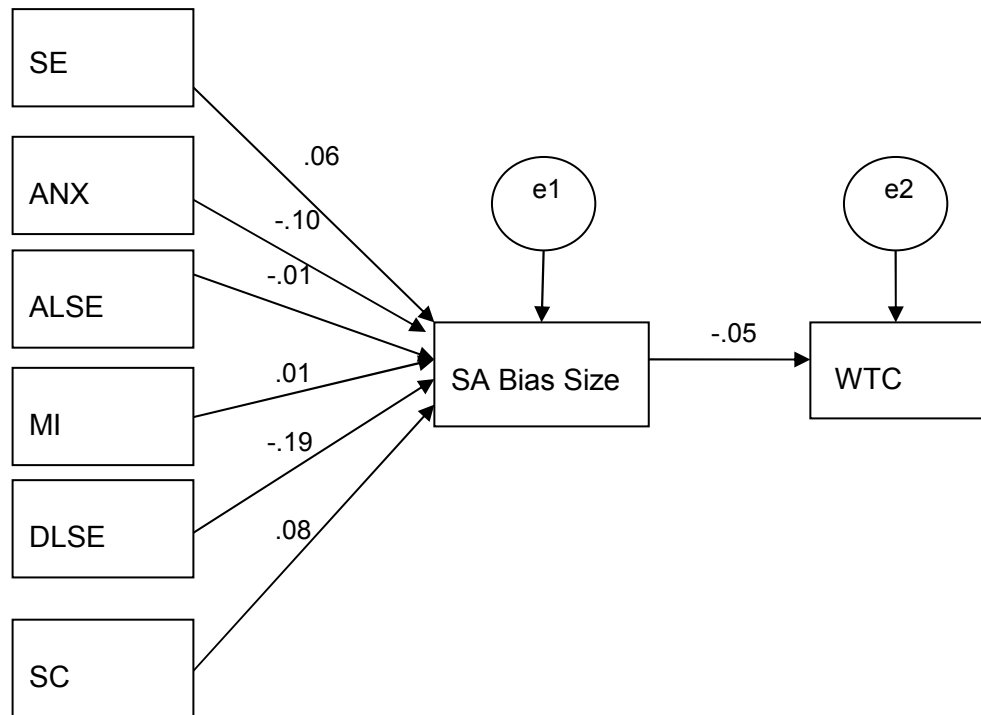 SE
.06
ANX
-.10
ALSE
-.01
MI
.01
DLSE
-.19
SC
.08
e1
SA Bias Size
-.05
e2
WTC